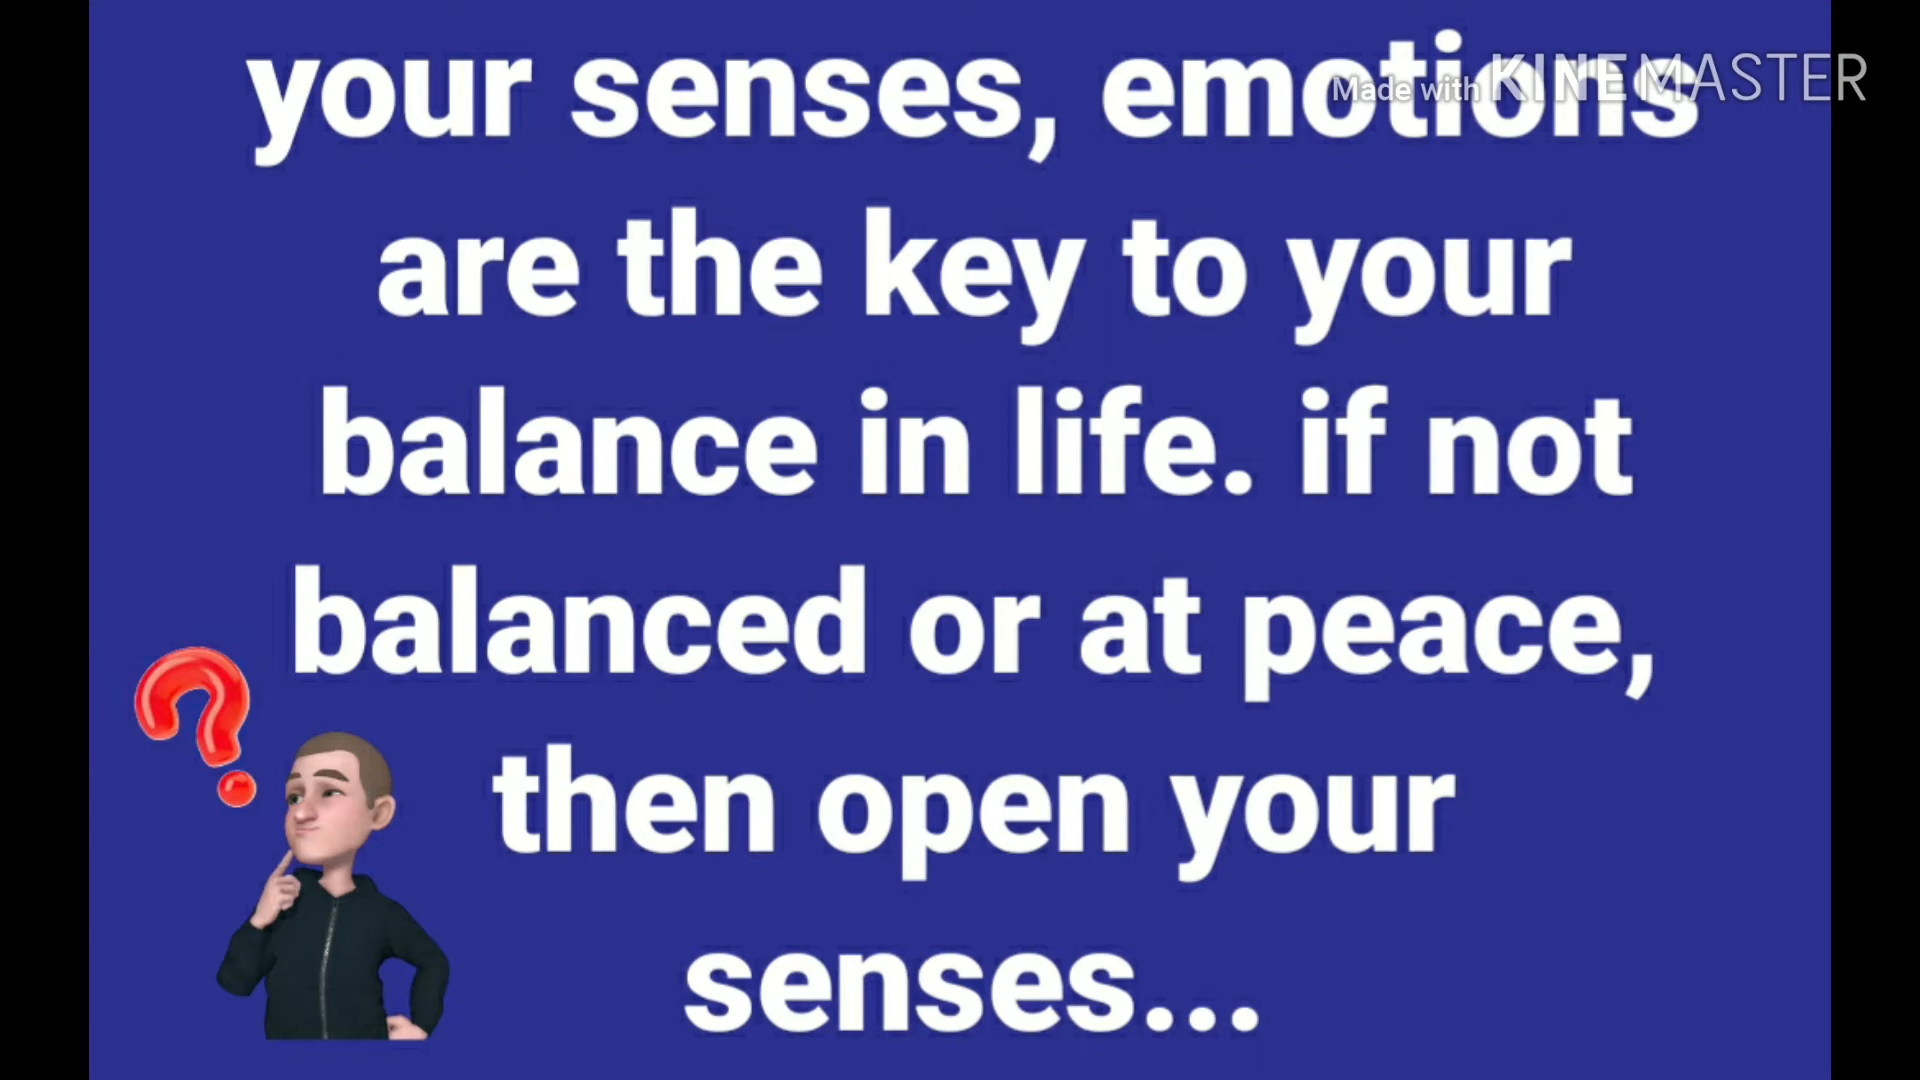 Made with KINEMASTER
your senses, emotions
are the key to your
balance in life. if not
balanced or at peace,
then open your
senses...